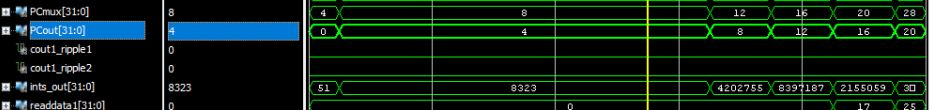 PCmux[31:0] 8 4 8 12 16 20 28
PCout[31:0] 4 0 4 8 12 16 20
cout1_ripple1 0
cout1_ripple2 0
ints_out[31:0] 8323 51 8323 4202755 8397187 2155059
readdata1[31:0] 0 0 17 25